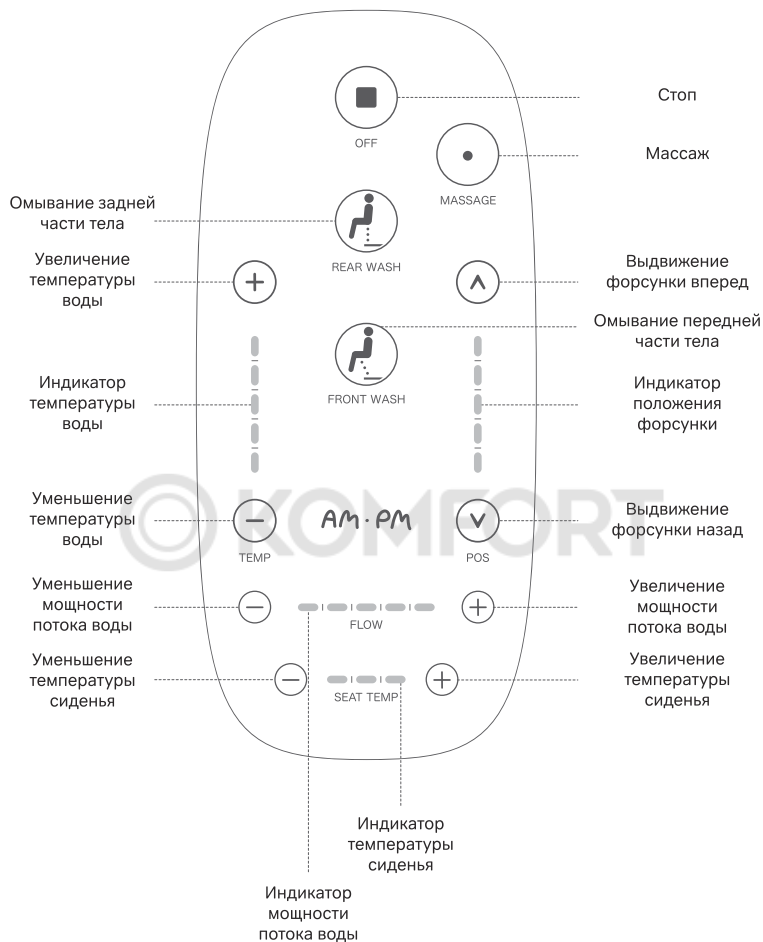 Стоп
OFF
Массаж
MASSAGE
Омывание задней
части тела
REAR WASH
Увеличение
температуры
воды
Выдвижение
форсунки вперед
Омывание передней
части тела
FRONT WASH
Индикатор
температуры
воды
Индикатор
положения
форсунки
Уменьшение
температуры
воды
TEMP
AM·PM
KOMFORT
Выдвижение
форсунки назад
POS
Уменьшение
мощности
потока воды
FLOW
Увеличение
мощности
потока воды
Уменьшение
температуры
сиденья
SEAT TEMP
Увеличение
температуры
сиденья
Индикатор
температуры
сиденья
Индикатор
мощности
потока воды